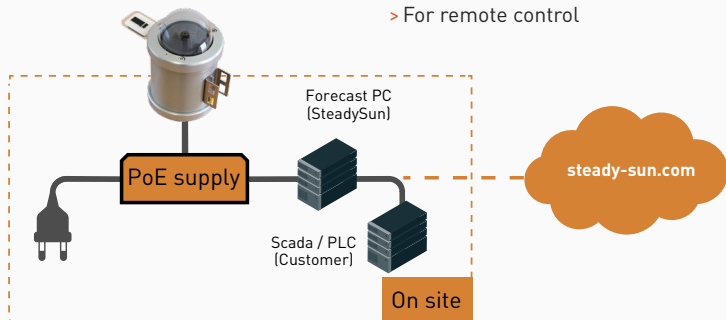 > For remote control
Forecast PC
(SteadySun)
PoE supply
steady-sun.com
Scada / PLC
(Customer)
On site